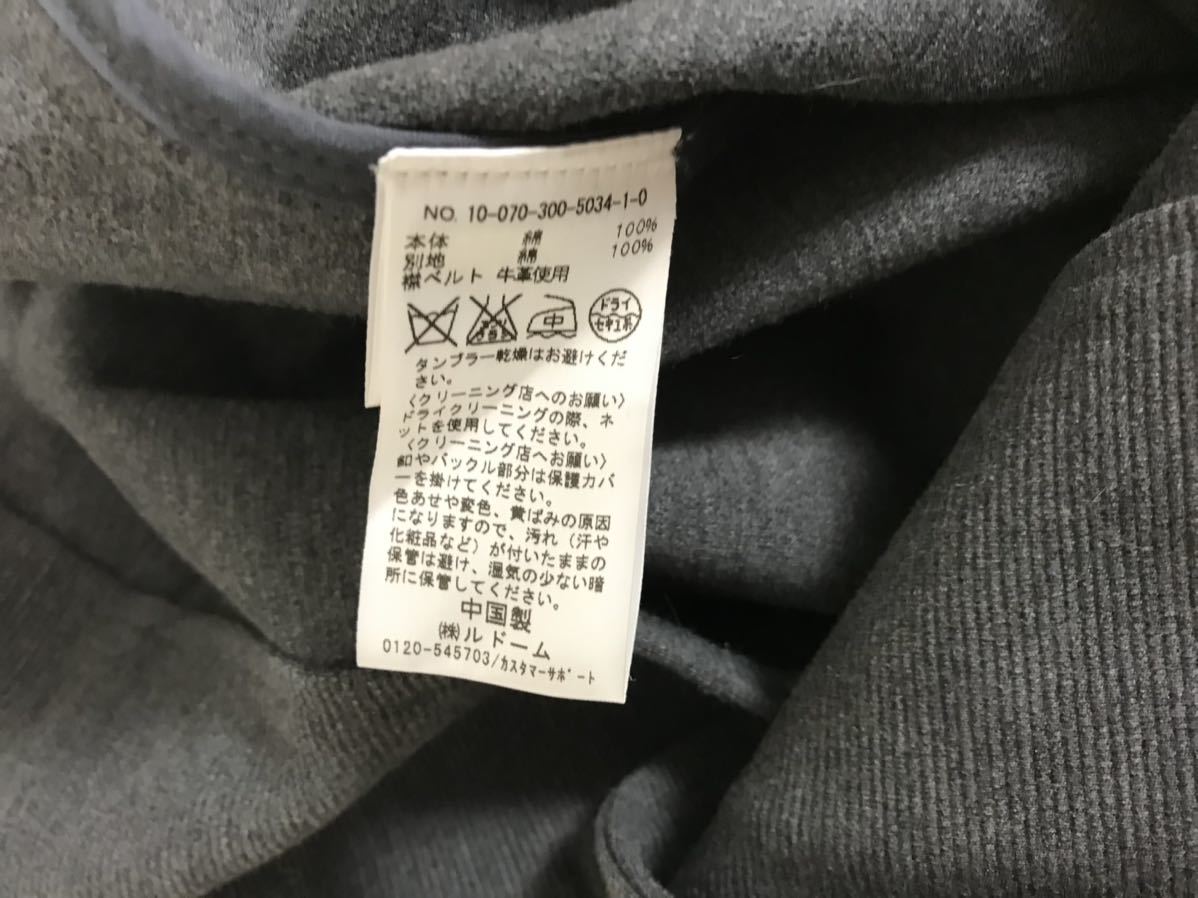 NO. 10-070-300-5034-1-0
本体 綿 100%
別地 綿 100%
襟ベルト 牛革使用
中 ドライ
セキユ系
タンブラー乾燥はお避けくだ
さい。
〈クリーニング店へのお願い〉
ドライクリーニングの際、ネ
ットを使用してください。
〈クリーニング店へお願い〉
釦やバックル部分は保護カバ
ーを掛けてください。
色あせや変色、黄ばみの原因
になりますので、汚れ（汗や
化粧品など）が付いたままの
保管は避け、湿気の少ない暗
所に保管してください。
中国製
㈱ルドーム
0120-545703/ｶｽﾀﾏｰｻﾎﾟｰﾄ